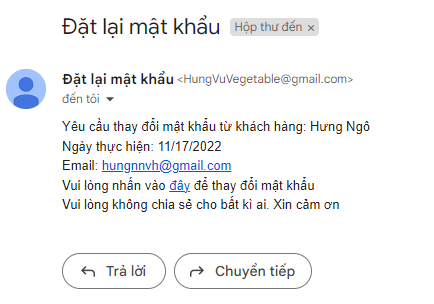 Đặt lại mật khẩu Hộp thư đến ×
Đặt lại mật khẩu <HungVuVegetable@gmail.com>
đến tôi
Yêu cầu thay đổi mật khẩu từ khách hàng: Hưng Ngô
Ngày thực hiện: 11/17/2022
Email: hungnnvh@gmail.com
Vui lòng nhấn vào đây để thay đổi mật khẩu
Vui lòng không chia sẻ cho bất kì ai. Xin cảm ơn
Trả lời Chuyển tiếp